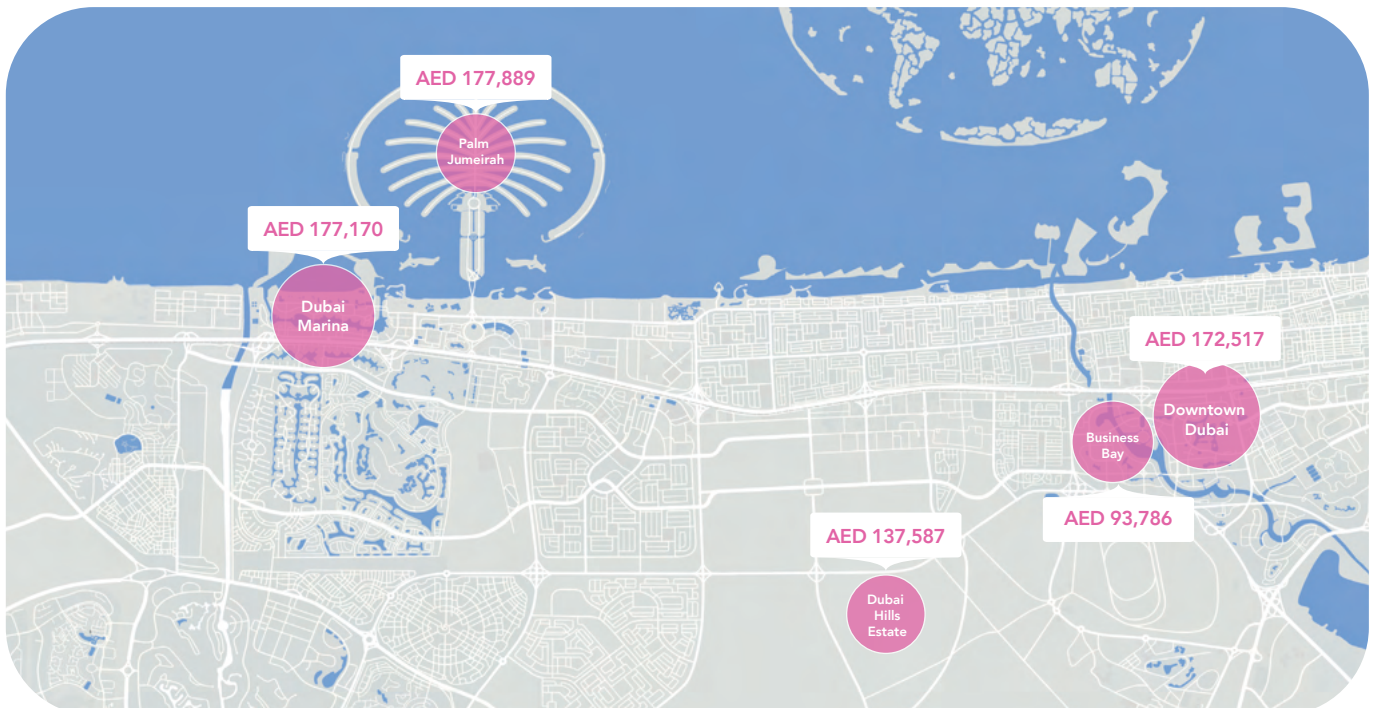 AED 177,889
Palm
Jumeirah
AED 177,170
Dubai
Marina
AED 172,517
Downtown
Dubai
Business
Bay
AED 93,786
AED 137,587
Dubai
Hills
Estate